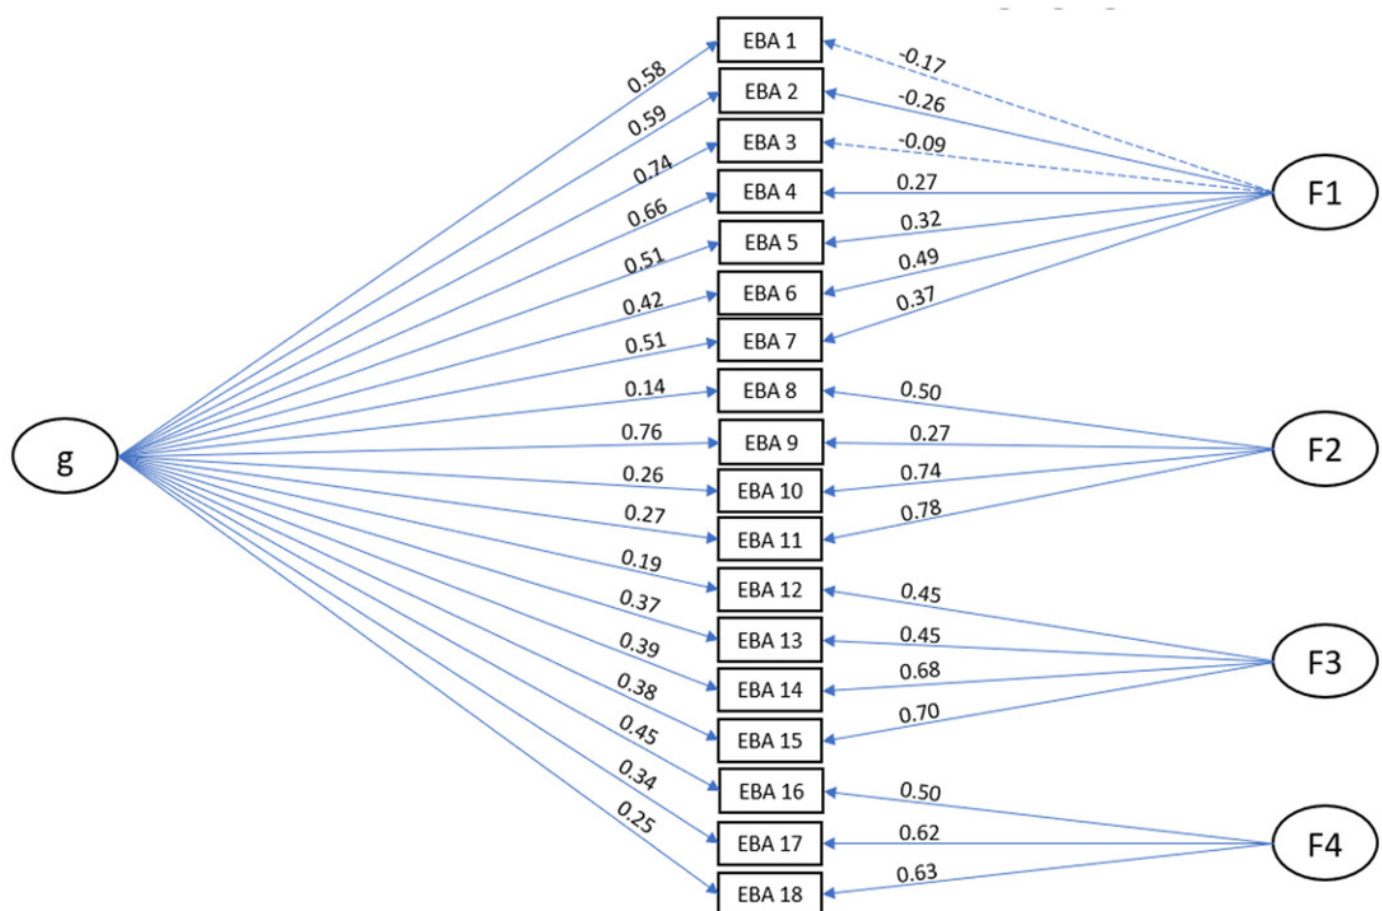 EBA 1
EBA 2
EBA 3
EBA 4
EBA 5
EBA 6
EBA 7
EBA 8
EBA 9
EBA 10
EBA 11
EBA 12
EBA 13
EBA 14
EBA 15
EBA 16
EBA 17
EBA 18
g
0.58
0.59
0.74
0.66
0.51
0.42
0.51
0.14
0.76
0.26
0.27
0.19
0.37
0.39
0.38
0.45
0.34
0.25
-0.17
-0.26
-0.09
0.27
0.32
0.49
0.37
F1
0.50
0.27
0.74
0.78
F2
0.45
0.45
0.68
0.70
F3
0.50
0.62
0.63
F4